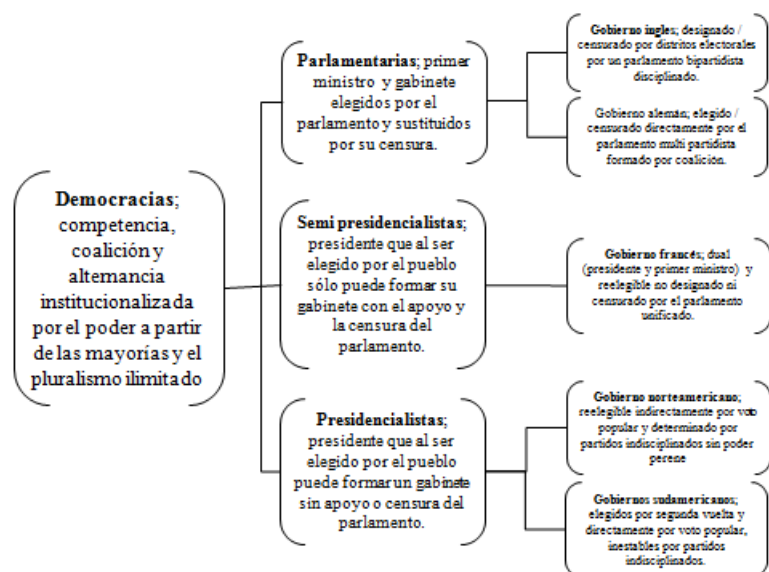 Democracias;
competencia,
coalición y
alternancia
institucionalizada
por el poder a partir
de las mayorías y el
pluralismo ilimitado
Parlamentarias; primer
ministro y gabinete
elegidos por el
parlamento y sustituidos
por su censura.
Gobierno ingles; designado
/ censurado por distritos electorales
por un parlamento bipartidista
disciplinado.
Gobierno alemán; elegido /
censurado directamente por el
parlamento multi partidista
formado por coalición.
Semi presidencialistas;
presidente que al ser
elegido por el pueblo
sólo puede formar su
gabinete con el apoyo y
la censura del
parlamento.
Gobierno francés; dual
(presidente y primer ministro) y
reelegible no designado ni
censurado por el parlamento
unificado.
Presidencialistas;
presidente que al ser
elegido por el pueblo
puede formar un gabinete
sin apoyo o censura del
parlamento.
Gobierno norteamericano;
reelegible indirectamente por voto
popular y determinado por
partidos indisciplinados sin poder
perene
Gobiernos sudamericanos;
elegidos por segunda vuelta y
directamente por voto popular,
inestables por partidos
indisciplinados.